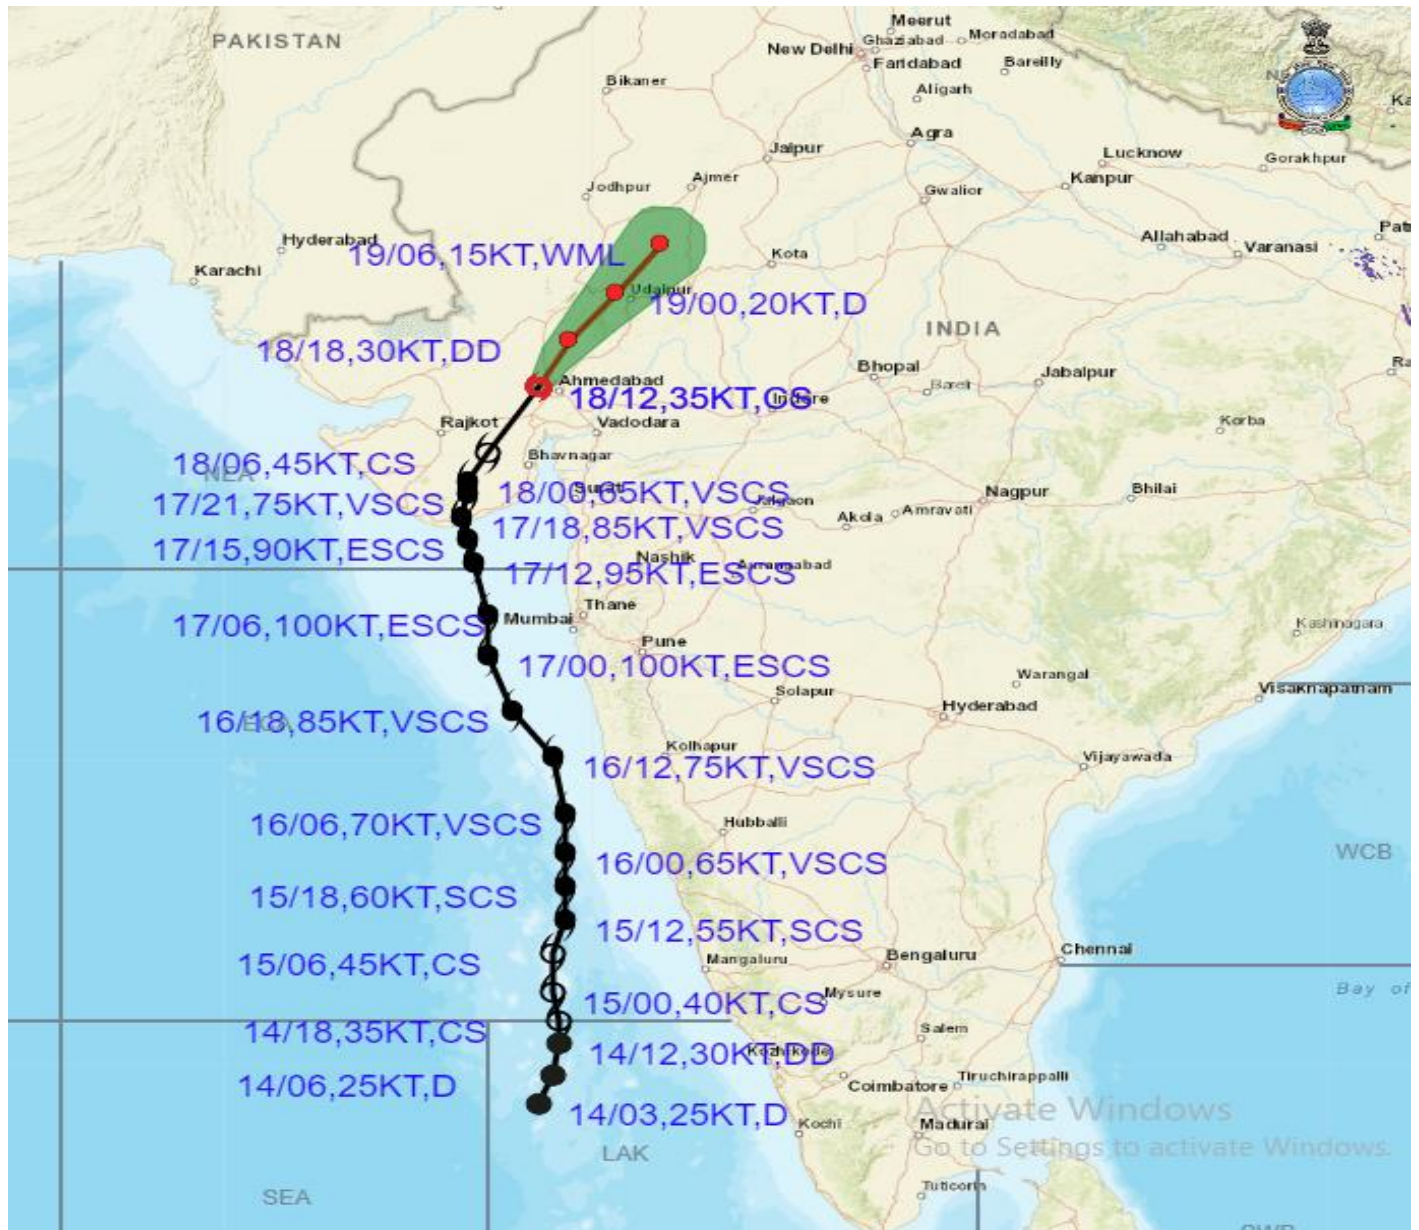 Meerut
PAKISTAN
Moradabad
Ghaziabad
New Delhi
Faridabad
Bareilly
Bikaner
Aligarh
Agra
Jaipur
Lucknow
Gorakhpur
Ajmer
Kanpur
Jodhpur
Gwalior
Hyderabad
Allahabad
Varanasi
19/06,15KT,WML
Kota
Karachi
Udaipur
19/00,20KT,D
INDIA
18/18,30KT,DD
Bhopal
Jabalpur
Ahmedabad
Bareli
18/12,35KT,CS
Indore
Rajkot
Vadodara
Korba
18/06,45KT,CS
Bhavnagar
NEA
Surat
18/00,65KT,VSCS
Jalgaon
Nagpur
Bhilai
17/21,75KT,VSCS
Akola
Amravati
17/18,85KT,VSCS
17/15,90KT,ESCS
Nashik
Aurangabad
17/12,95KT,ESCS
Thane
Mumbai
17/06,100KT,ESCS
Kashinagara
Pune
17/00,100KT,ESCS
Warangal
Solapur
Visakhapatnam
Hyderabad
16/18,85KT,VSCS
Kolhapur
Vijayawada
16/12,75KT,VSCS
16/06,70KT,VSCS
Hubballi
WCB
16/00,65KT,VSCS
15/18,60KT,SCS
15/12,55KT,SCS
Chennai
Bengaluru
Mangaluru
15/06,45KT,CS
Bay of
Mysure
15/00,40KT,CS
Salem
14/18,35KT,CS
Kozhikode
14/12,30KT,DD
Tiruchirappalli
Coimbatore
14/06,25KT,D
14/03,25KT,D
Activate Windows
Kochi
Madurai
Go to Settings to activate Windows.
LAK
Tuticorin
SEA